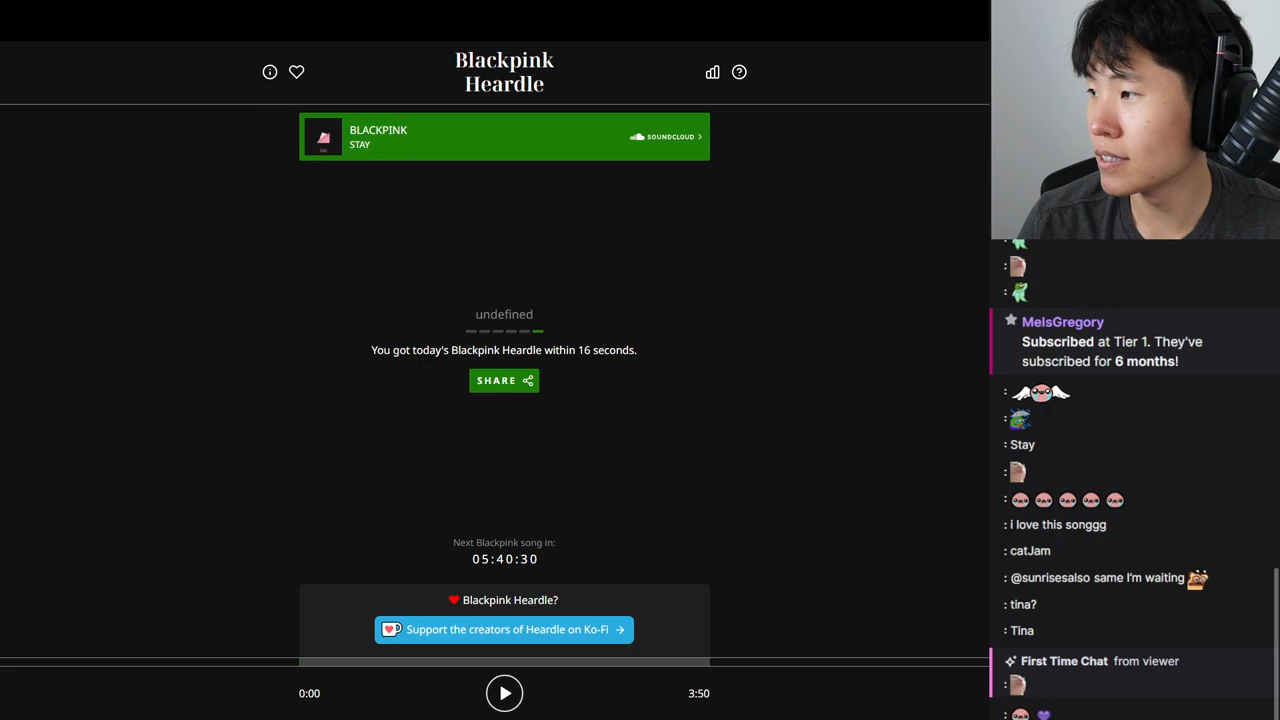 Blackpink
Heardle
BLACKPINK
STAY
SOUNDCLOUD
undefined
You got today's Blackpink Heardle within 16 seconds.
SHARE
Next Blackpink song in:
05:40:30
Blackpink Heardle?
Support the creators of Heardle on Ko-Fi
0:00
3:50
:
:
:
MeIsGregory
Subscribed at Tier 1. They've
subscribed for 6 months!
:
:
: Stay
:
:
: i love this songgg
: catJam
: @sunrisesalso same I'm waiting
: tina?
: Tina
First Time Chat from viewer
:
: